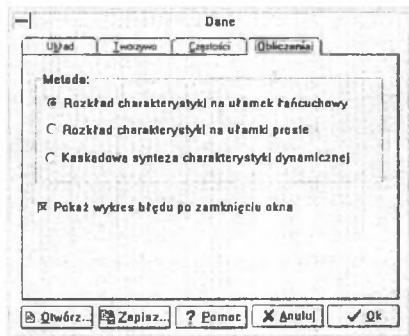 Dane
Układ Tworzywo Częstości Obliczenia
Metoda:
Rozkład charakterystyki na ułamek łańcuchowy
Rozkład charakterystyki na ułamki proste
Kaskadowa synteza charakterystyki dynamicznej
Pokaż wykres błędu po zamknięciu okna
Otwórz... Zapisz... ? Pomoc Anuluj Ok